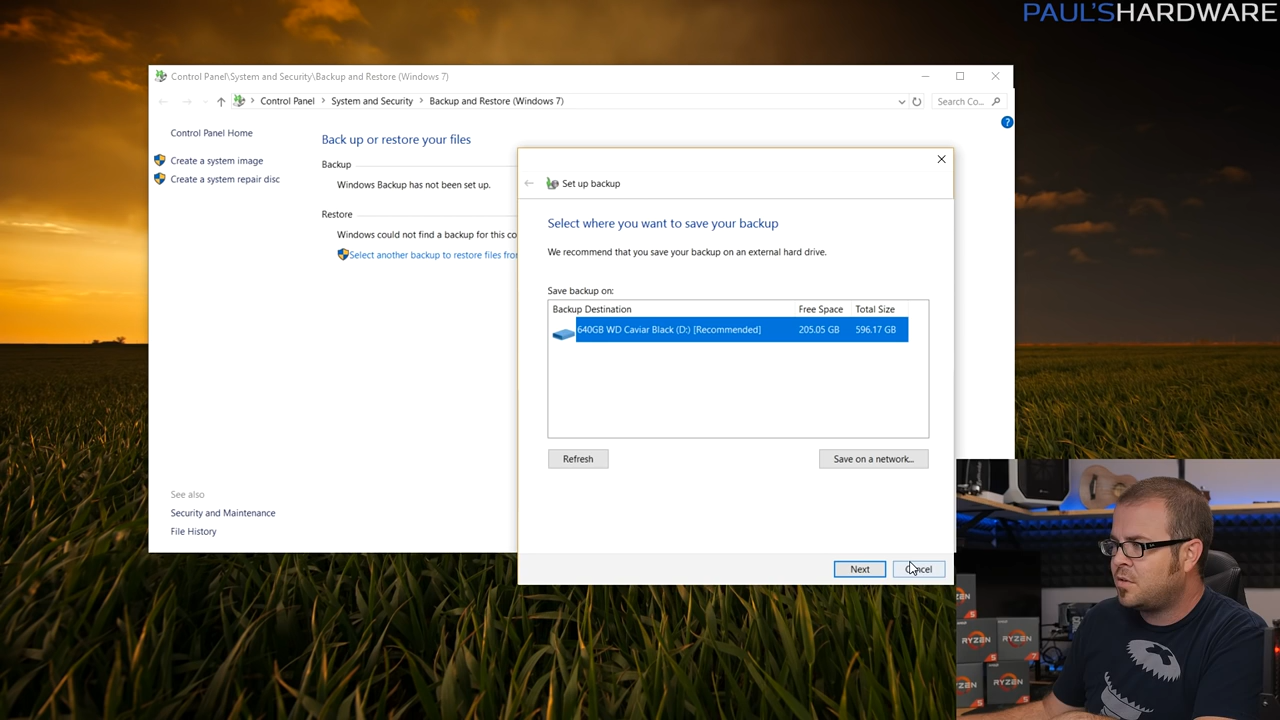 PAUL'SHARDWARE
Control Panel\System and Security\Backup and Restore (Windows 7)
Control Panel > System and Security > Backup and Restore (Windows 7)
Search Co...
Control Panel Home
Create a system image
Create a system repair disc
Back up or restore your files
Backup
Windows Backup has not been set up.
Restore
Windows could not find a backup for this co
Select another backup to restore files fro
See also
Security and Maintenance
File History
Set up backup
Select where you want to save your backup
We recommend that you save your backup on an external hard drive.
Save backup on:
Backup Destination Free Space Total Size
640GB WD Caviar Black (D:) [Recommended] 205.05 GB 596.17 GB
Refresh
Save on a network...
Next
Cancel
RYZEN
RYZEN
RYZEN